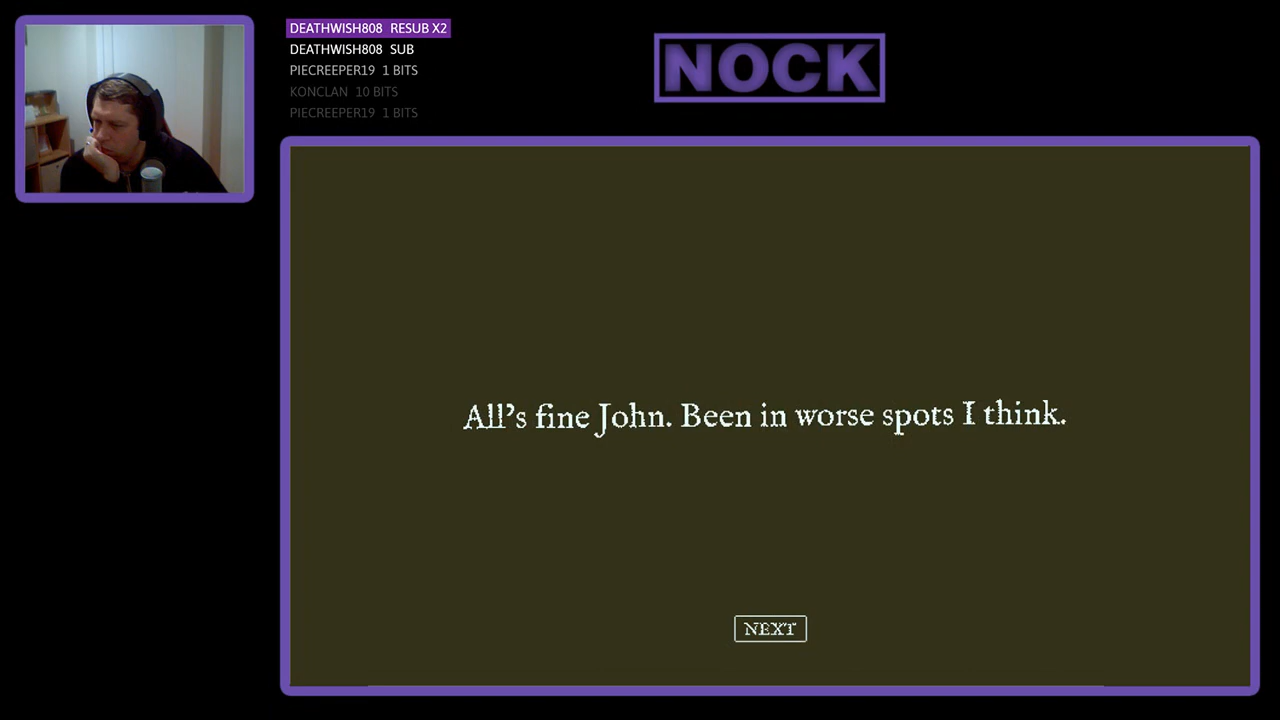 DEATHWISH808 RESUB X2
DEATHWISH808 SUB
PIECREEPER19 1 BITS
KONCLAN 10 BITS
PIECREEPER19 1 BITS
NOCK
All's fine John. Been in worse spots I think.
NEXT